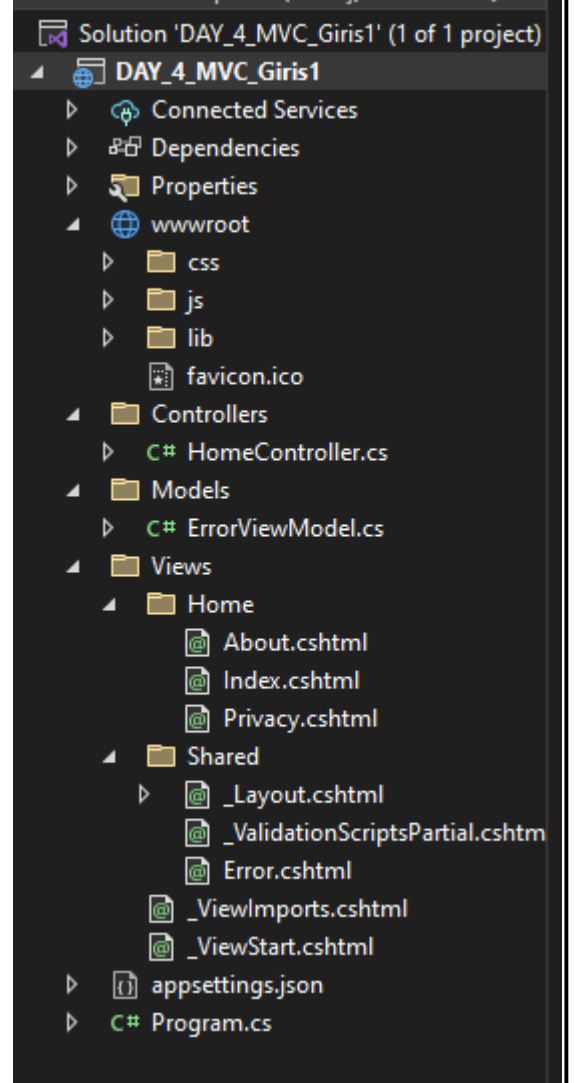 Solution 'DAY_4_MVC_Giris1' (1 of 1 project)
DAY_4_MVC_Giris1
Connected Services
Dependencies
Properties
wwwroot
css
js
lib
favicon.ico
Controllers
C# HomeController.cs
Models
C# ErrorViewModel.cs
Views
Home
About.cshtml
Index.cshtml
Privacy.cshtml
Shared
_Layout.cshtml
_ValidationScriptsPartial.cshtm
Error.cshtml
_ViewImports.cshtml
_ViewStart.cshtml
appsettings.json
C# Program.cs